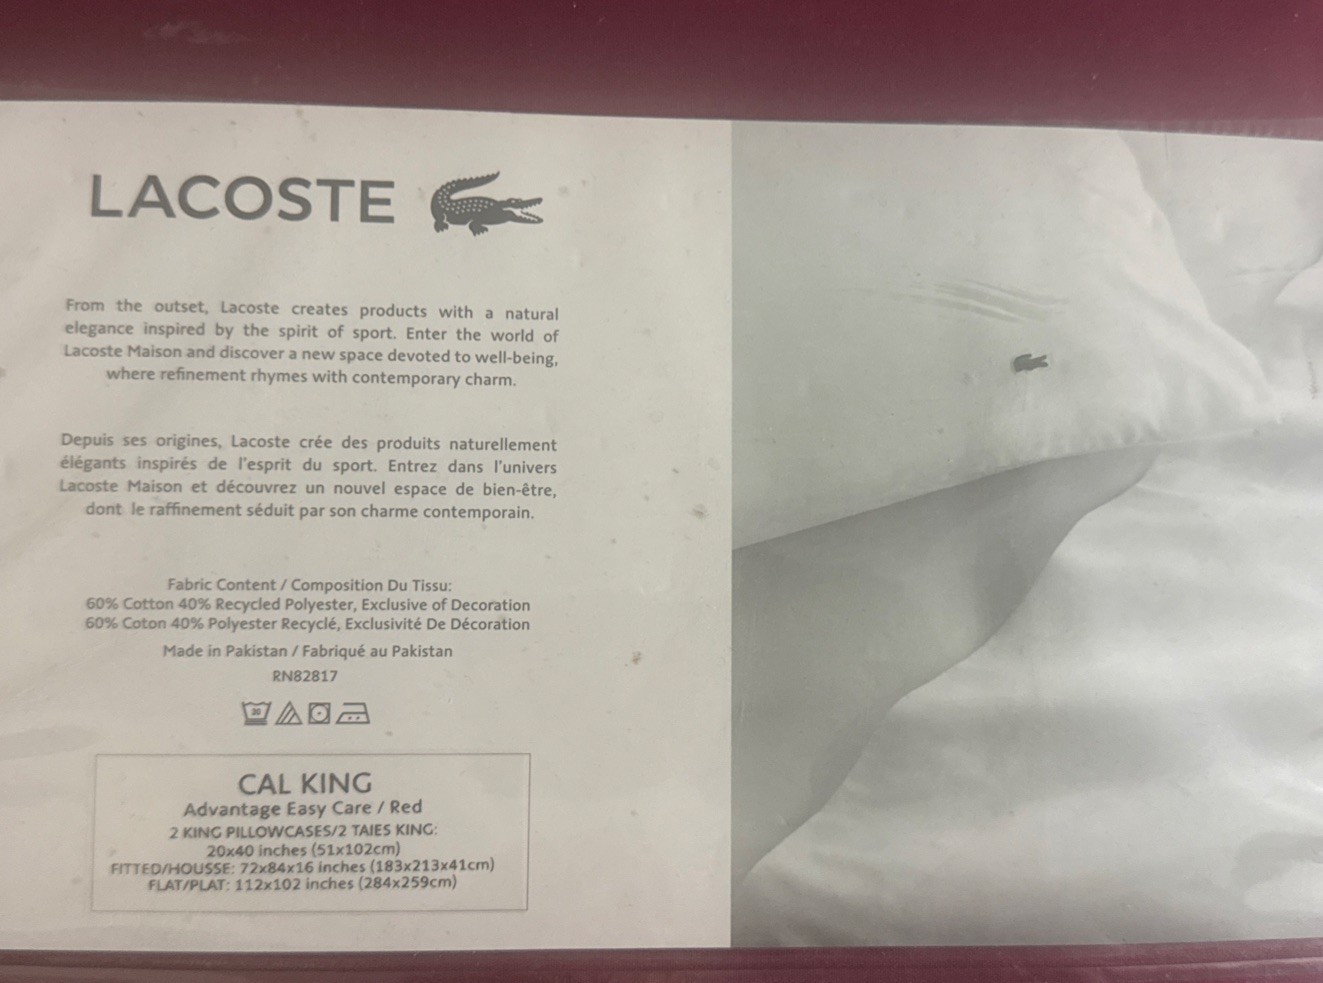 LACOSTE
From the outset, Lacoste creates products with a natural
elegance inspired by the spirit of sport. Enter the world of
Lacoste Maison and discover a new space devoted to well-being,
where refinement rhymes with contemporary charm.
Depuis ses origines, Lacoste crée des produits naturellement
élégants inspirés de l'esprit du sport. Entrez dans l'univers
Lacoste Maison et découvrez un nouvel espace de bien-être,
dont le raffinement séduit par son charme contemporain.
Fabric Content / Composition Du Tissu:
60% Cotton 40% Recycled Polyester, Exclusive of Decoration
60% Coton 40% Polyester Recyclé, Exclusivité De Décoration
Made in Pakistan / Fabriqué au Pakistan
RN82817
30
CAL KING
Advantage Easy Care / Red
2 KING PILLOWCASES/2 TAIES KING:
20x40 inches (51x102cm)
FITTED/HOUSSE: 72x84x16 inches (183x213x41cm)
FLAT/PLAT: 112x102 inches (284x259cm)